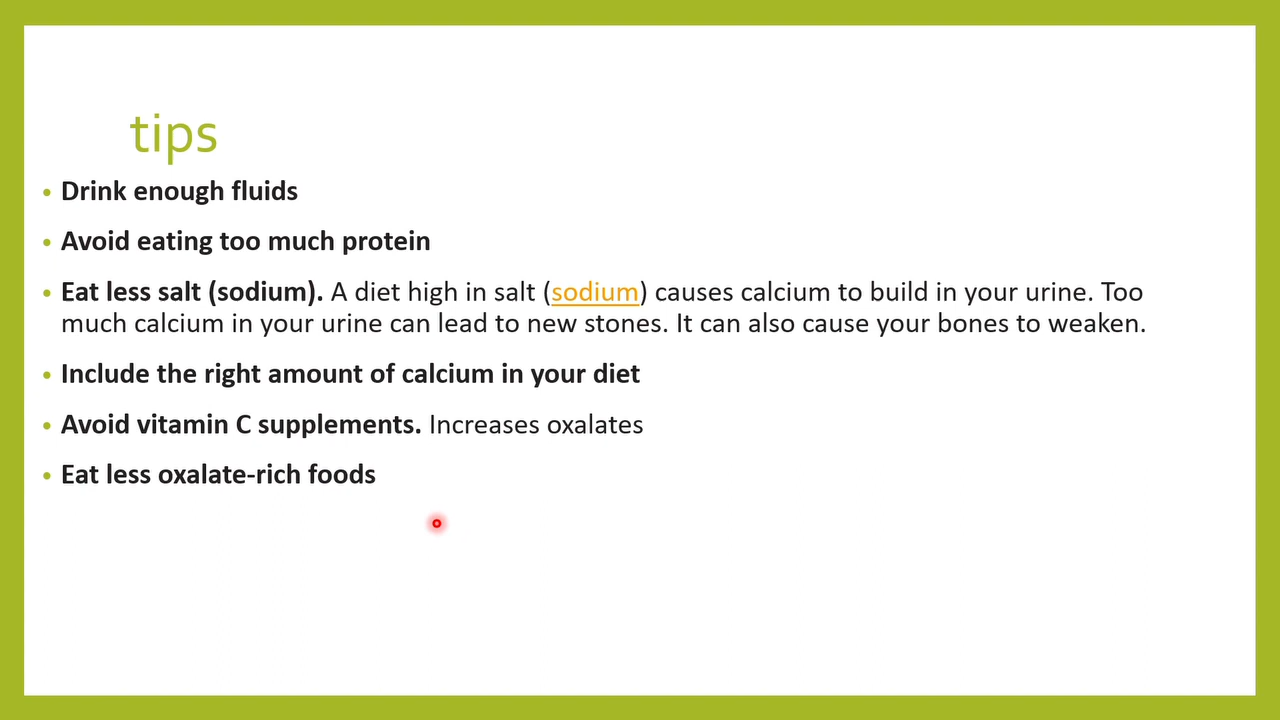 tips
• Drink enough fluids
• Avoid eating too much protein
• Eat less salt (sodium). A diet high in salt (sodium) causes calcium to build in your urine. Too
much calcium in your urine can lead to new stones. It can also cause your bones to weaken.
• Include the right amount of calcium in your diet
• Avoid vitamin C supplements. Increases oxalates
• Eat less oxalate-rich foods